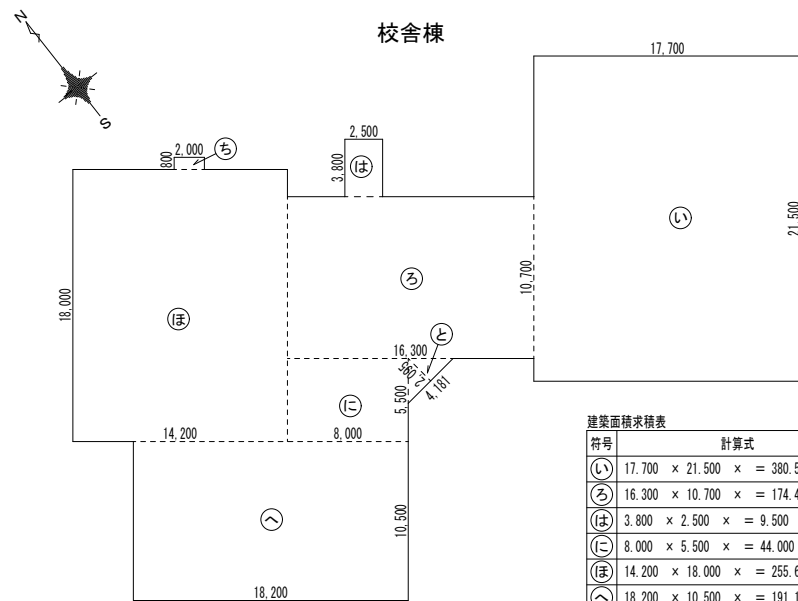 校舎棟
N
S
17,700
2,500
3,800
は
2,000
800
ち
い
21,500
10,700
ろ
18,000
ほ
16,300
と
2,095
4,181
5,500
に
14,200
8,000
へ
10,500
18,200
建築面積求積表
符号 計算式
い 17.700 × 21.500 × = 380.5
ろ 16.300 × 10.700 × = 174.4
は 3.800 × 2.500 × = 9.500
に 8.000 × 5.500 × = 44.000
ほ 14.200 × 18.000 × = 255.6
へ 18.200 × 10.500 × = 191.1